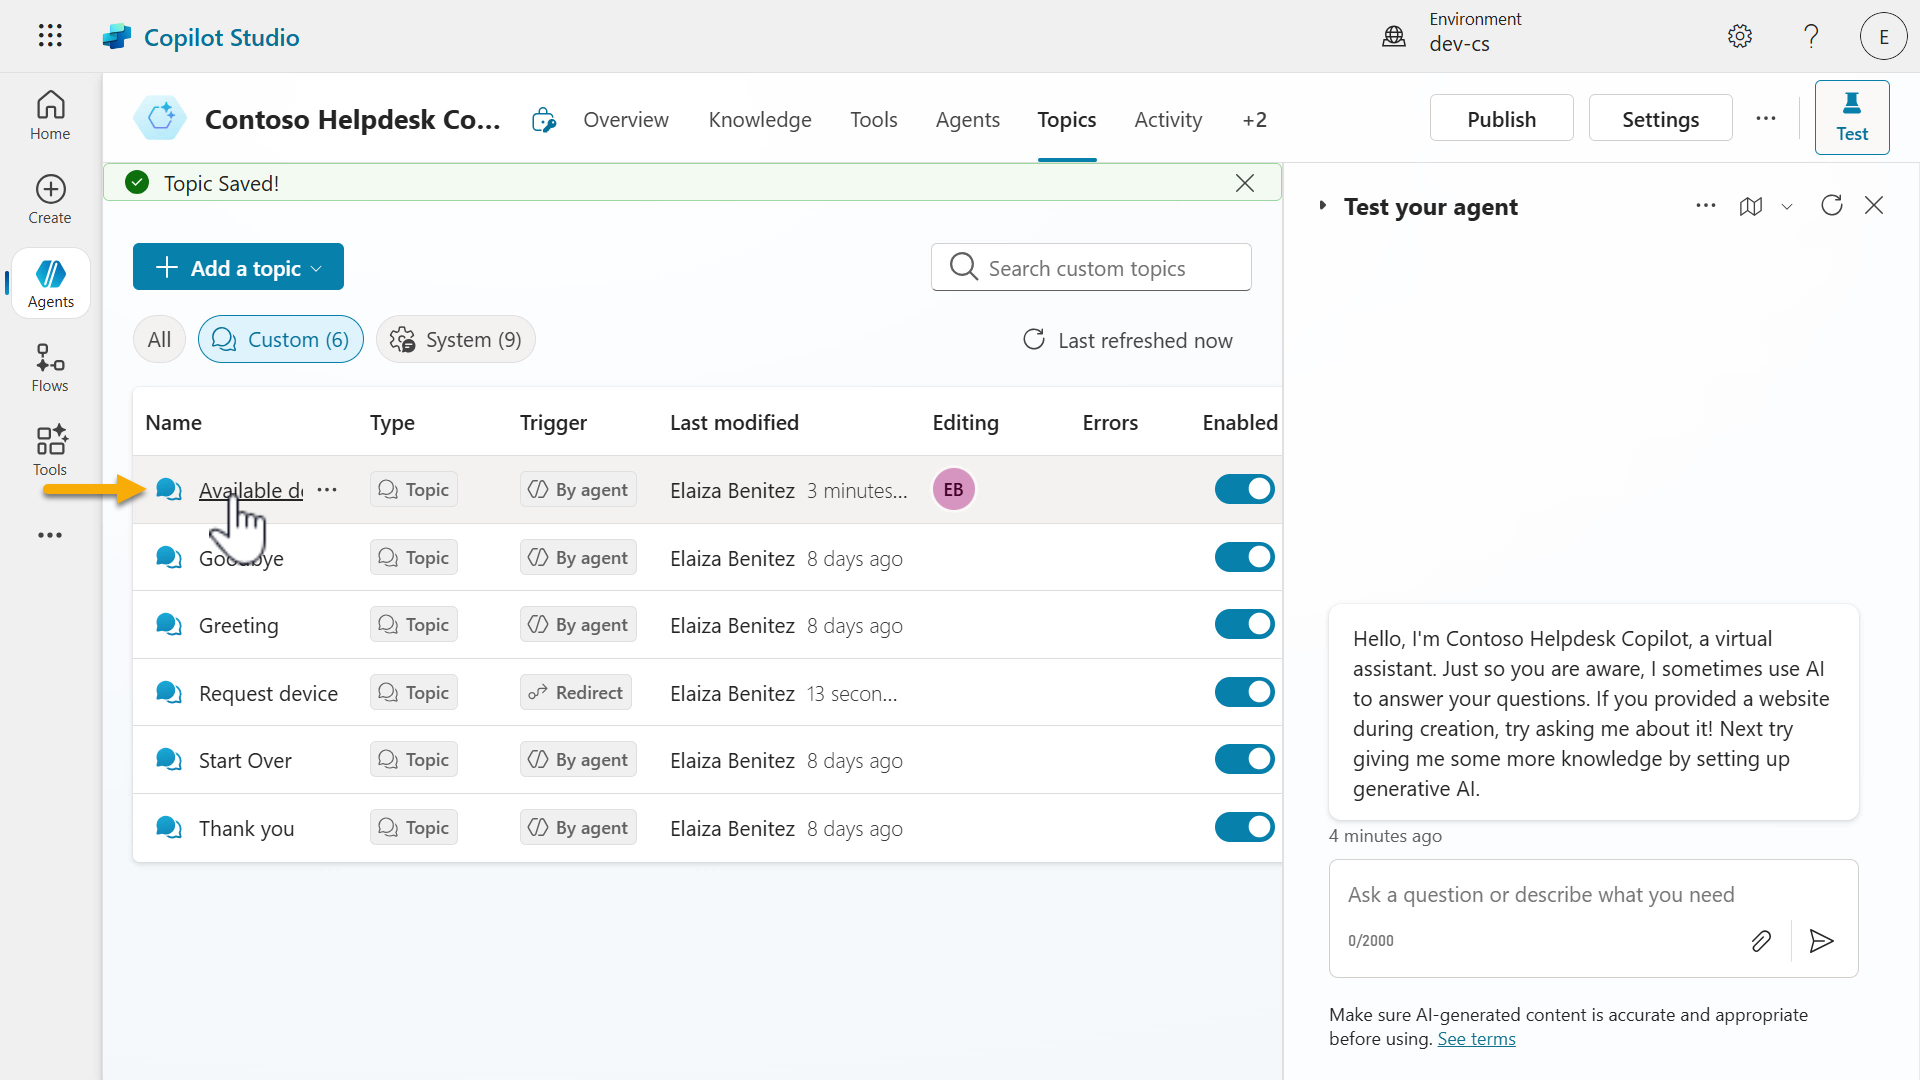 Copilot Studio
Environment
dev-cs
E
Home
Create
Agents
Flows
Tools
Contoso Helpdesk Co...
Overview
Knowledge
Tools
Agents
Topics
Activity
+2
Publish
Settings
Test
Topic Saved!
Add a topic
Search custom topics
All
Custom (6)
System (9)
Last refreshed now
Name Type Trigger Last modified Editing Errors Enabled
Available de Topic By agent Elaiza Benitez 3 minutes... EB
Goodbye Topic By agent Elaiza Benitez 8 days ago
Greeting Topic By agent Elaiza Benitez 8 days ago
Request device Topic Redirect Elaiza Benitez 13 secon...
Start Over Topic By agent Elaiza Benitez 8 days ago
Thank you Topic By agent Elaiza Benitez 8 days ago
Test your agent
Hello, I'm Contoso Helpdesk Copilot, a virtual
assistant. Just so you are aware, I sometimes use AI
to answer your questions. If you provided a website
during creation, try asking me about it! Next try
giving me some more knowledge by setting up
generative AI.
4 minutes ago
Ask a question or describe what you need
0/2000
Make sure AI-generated content is accurate and appropriate
before using. See terms